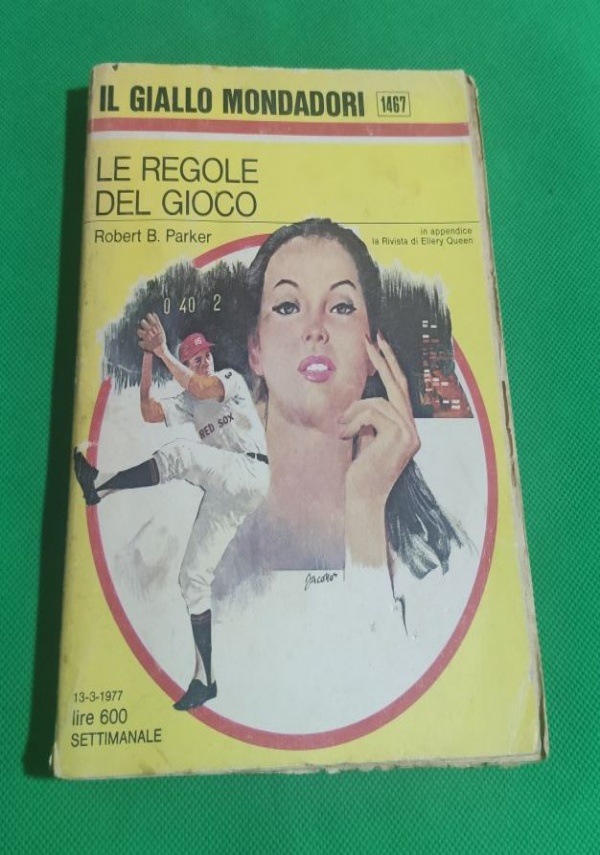 IL GIALLO MONDADORI 1467
LE REGOLE
DEL GIOCO
Robert B. Parker
in appendice
la Rivista di Ellery Queen
0 40 2
RED SOX
Jacono
13-3-1977
lire 600
SETTIMANALE